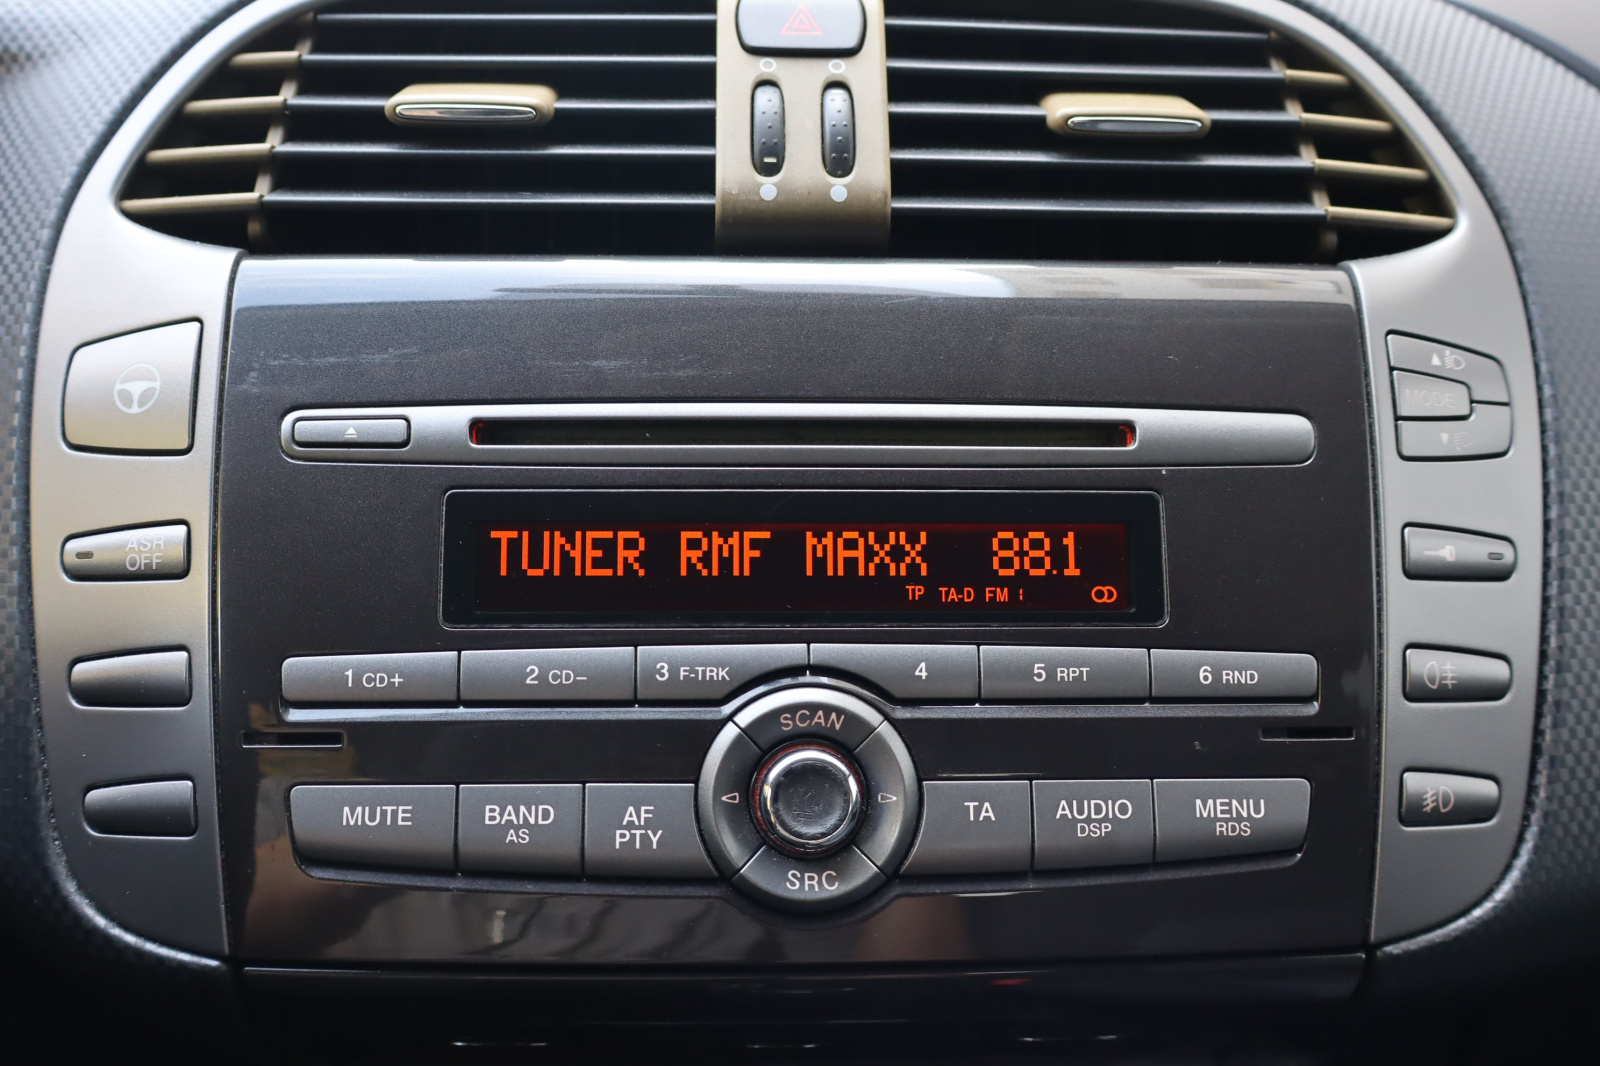 MODE
ASR
OFF
TUNER RMF MAXX 88.1
TP TA-D FM 1
1 CD+ 2 CD− 3 F-TRK 4 5 RPT 6 RND
SCAN
MUTE BAND AF TA AUDIO MENU
AS PTY DSP RDS
SRC